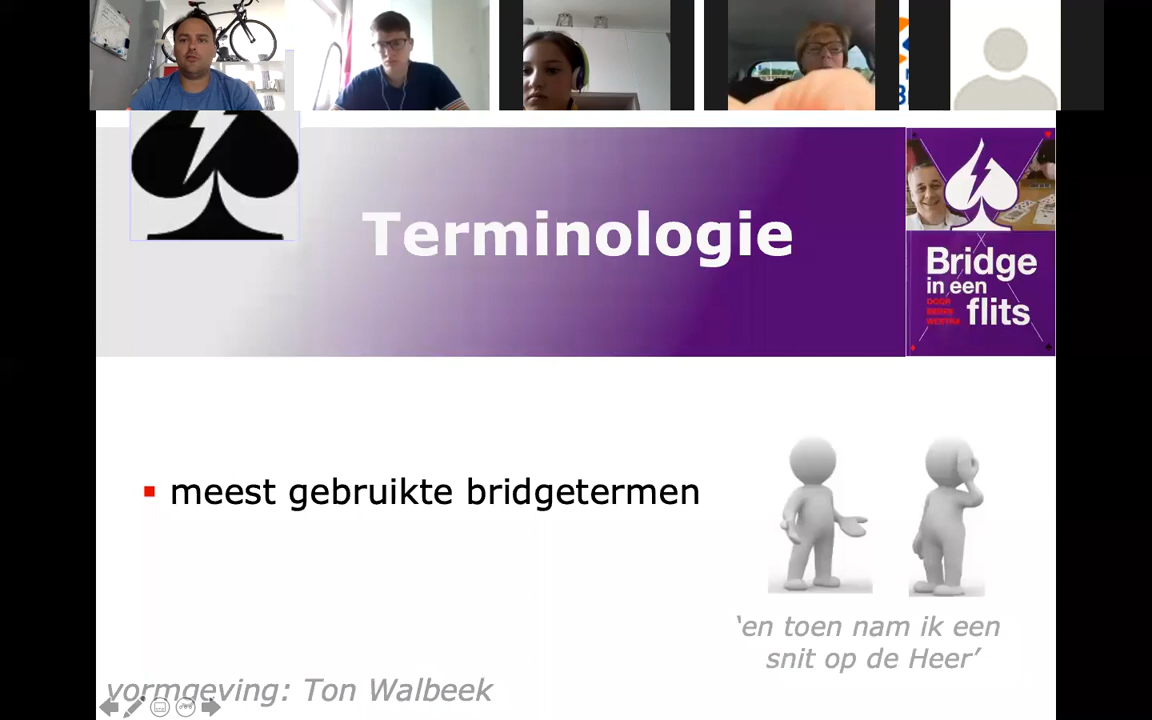 Terminologie
Bridge
in een
DOOR
flits
meest gebruikte bridgetermen
‘en toen nam ik een
snit op de Heer’
vormgeving: Ton Walbeek